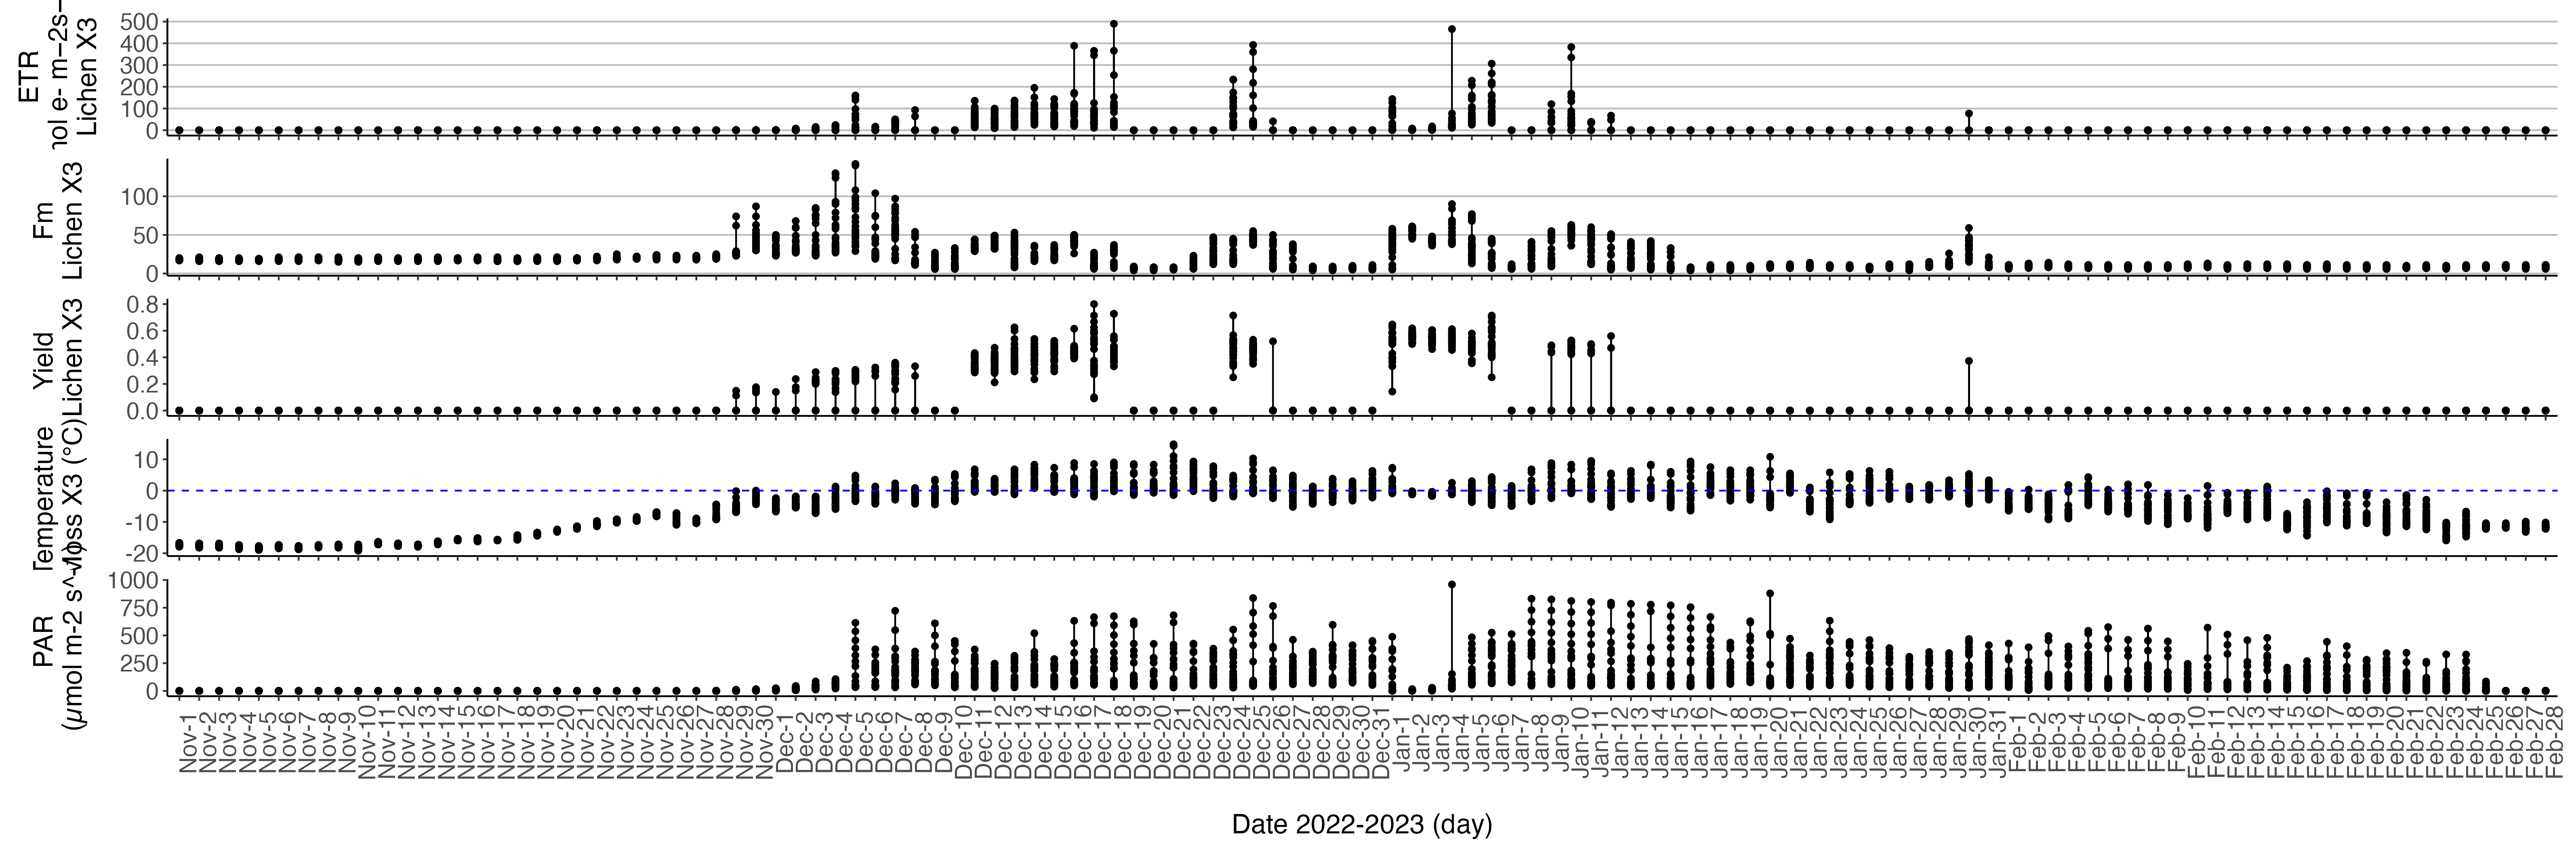 ETR
nol e- m−2s−
Lichen X3
500
400
300
200
100
0
Fm
Lichen X3
100
50
0
Yield
Lichen X3
0.8
0.6
0.4
0.2
0.0
Temperature
Moss X3 (°C)
10
0
-10
-20
PAR
(µmol m-2 s^-1)
1000
750
500
250
0
Nov-1
Nov-2
Nov-3
Nov-4
Nov-5
Nov-6
Nov-7
Nov-8
Nov-9
Nov-10
Nov-11
Nov-12
Nov-13
Nov-14
Nov-15
Nov-16
Nov-17
Nov-18
Nov-19
Nov-20
Nov-21
Nov-22
Nov-23
Nov-24
Nov-25
Nov-26
Nov-27
Nov-28
Nov-29
Nov-30
Dec-1
Dec-2
Dec-3
Dec-4
Dec-5
Dec-6
Dec-7
Dec-8
Dec-9
Dec-10
Dec-11
Dec-12
Dec-13
Dec-14
Dec-15
Dec-16
Dec-17
Dec-18
Dec-19
Dec-20
Dec-21
Dec-22
Dec-23
Dec-24
Dec-25
Dec-26
Dec-27
Dec-28
Dec-29
Dec-30
Dec-31
Jan-1
Jan-2
Jan-3
Jan-4
Jan-5
Jan-6
Jan-7
Jan-8
Jan-9
Jan-10
Jan-11
Jan-12
Jan-13
Jan-14
Jan-15
Jan-16
Jan-17
Jan-18
Jan-19
Jan-20
Jan-21
Jan-22
Jan-23
Jan-24
Jan-25
Jan-26
Jan-27
Jan-28
Jan-29
Jan-30
Jan-31
Feb-1
Feb-2
Feb-3
Feb-4
Feb-5
Feb-6
Feb-7
Feb-8
Feb-9
Feb-10
Feb-11
Feb-12
Feb-13
Feb-14
Feb-15
Feb-16
Feb-17
Feb-18
Feb-19
Feb-20
Feb-21
Feb-22
Feb-23
Feb-24
Feb-25
Feb-26
Feb-27
Feb-28
Date 2022-2023 (day)